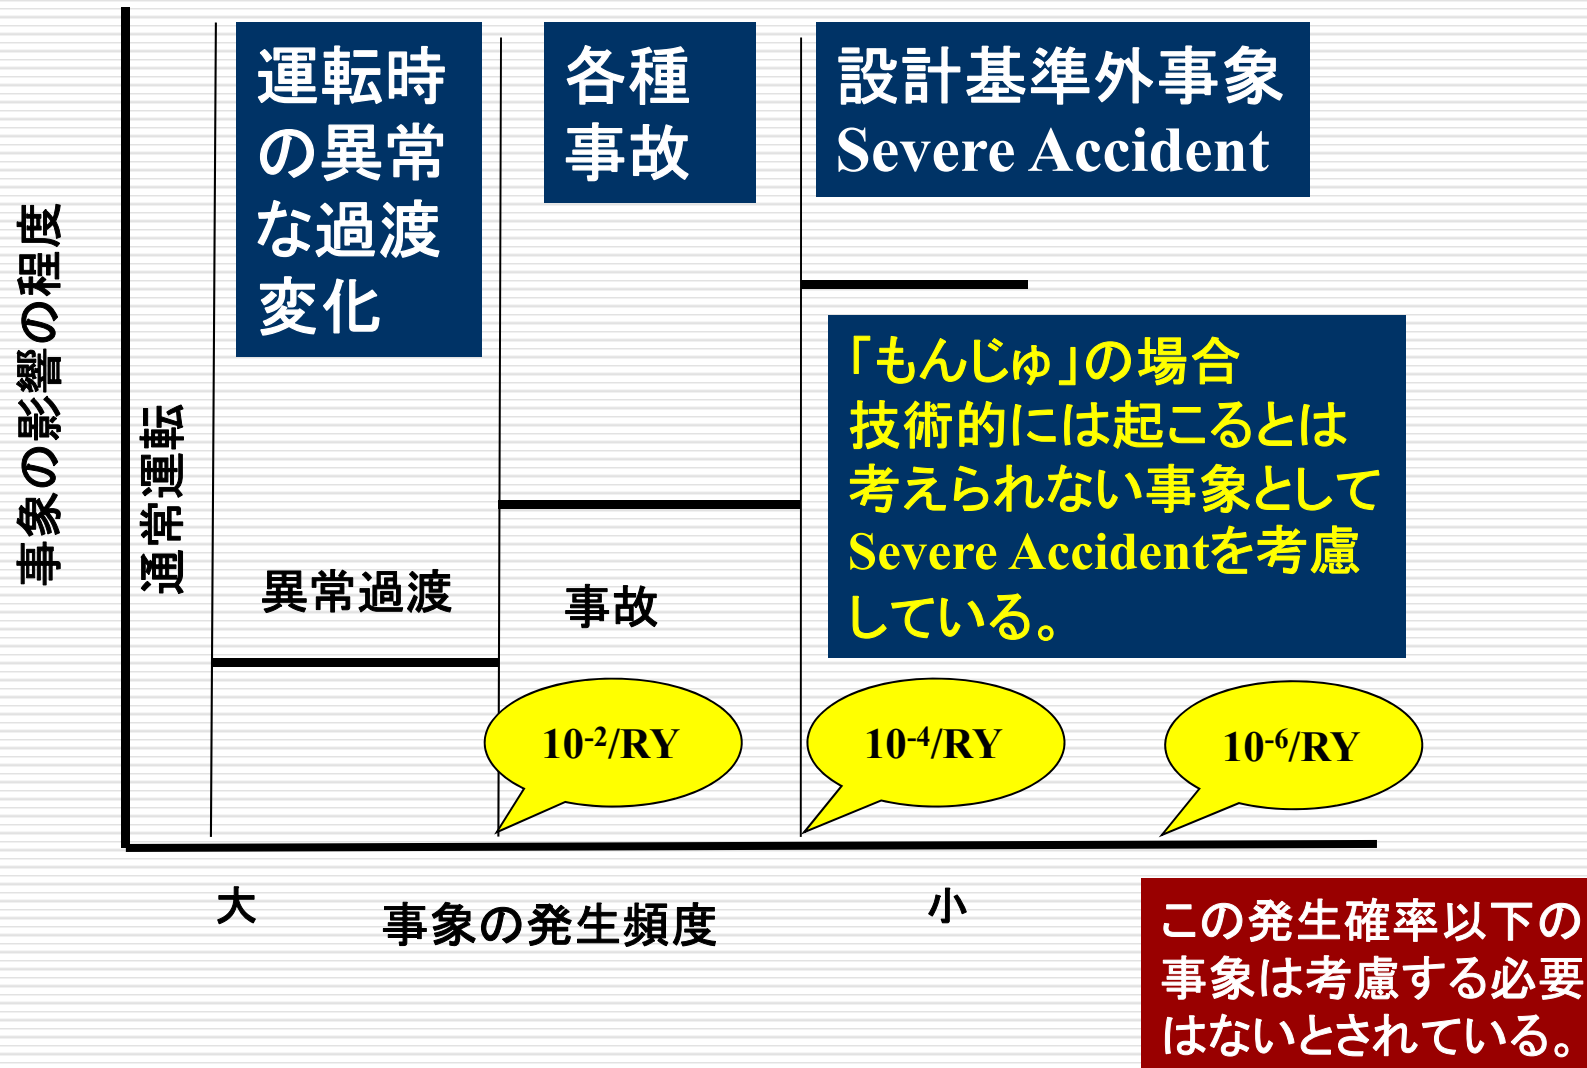 運転時
の異常
な過渡
変化
各種
事故
設計基準外事象
Severe Accident
事象の影響の程度
通常運転
「もんじゅ」の場合
技術的には起こるとは
考えられない事象として
Severe Accidentを考慮
している。
異常過渡
事故
10⁻²/RY
10⁻⁴/RY
10⁻⁶/RY
大
事象の発生頻度
小
この発生確率以下の
事象は考慮する必要
はないとされている。